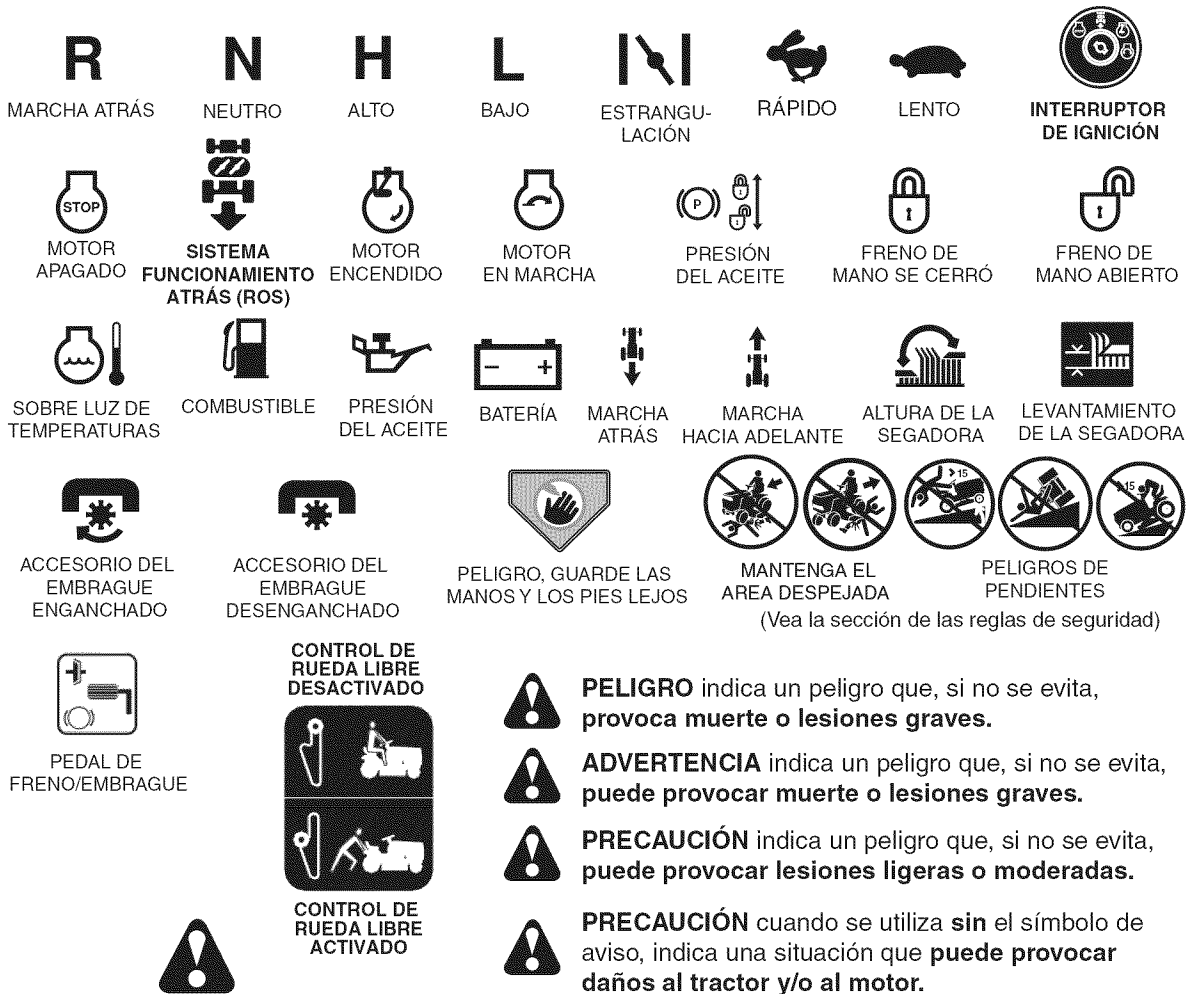 R N H L
MARCHA ATRÁS
NEUTRO
ALTO
BAJO
ESTRANGU-
LACIÓN
RÁPIDO
LENTO
INTERRUPTOR
DE IGNICIÓN
STOP
MOTOR
APAGADO
SISTEMA
FUNCIONAMIENTO
ATRÁS (ROS)
MOTOR
ENCENDIDO
MOTOR
EN MARCHA
P
PRESIÓN
DEL ACEITE
FRENO DE
MANO SE CERRÓ
FRENO DE
MANO ABIERTO
SOBRE LUZ DE
TEMPERATURAS
COMBUSTIBLE
PRESIÓN
DEL ACEITE
- +
BATERÍA
MARCHA
ATRÁS
MARCHA
HACIA ADELANTE
ALTURA DE LA
SEGADORA
LEVANTAMIENTO
DE LA SEGADORA
ACCESORIO DEL
EMBRAGUE
ENGANCHADO
ACCESORIO DEL
EMBRAGUE
DESENGANCHADO
PELIGRO, GUARDE LAS
MANOS Y LOS PIES LEJOS
MANTENGA EL
AREA DESPEJADA
>15
>15
PELIGROS DE
PENDIENTES
(Vea la sección de las reglas de seguridad)
PEDAL DE
FRENO/EMBRAGUE
CONTROL DE
RUEDA LIBRE
DESACTIVADO
CONTROL DE
RUEDA LIBRE
ACTIVADO
PELIGRO indica un peligro que, si no se evita,
provoca muerte o lesiones graves.
ADVERTENCIA indica un peligro que, si no se evita,
puede provocar muerte o lesiones graves.
PRECAUCIÓN indica un peligro que, si no se evita,
puede provocar lesiones ligeras o moderadas.
PRECAUCIÓN cuando se utiliza sin el símbolo de
aviso, indica una situación que puede provocar
daños al tractor y/o al motor.